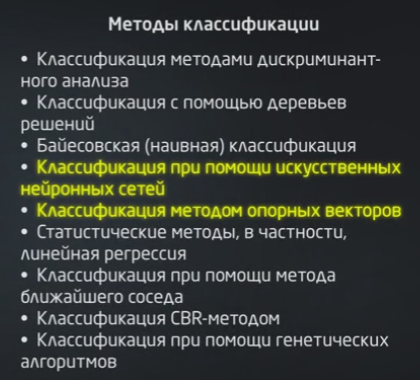 Методы классификации
• Классификация методами дискриминант-
ного анализа
• Классификация с помощью деревьев
решений
• Байесовская (наивная) классификация
• Классификация при помощи искусственных
нейронных сетей
• Классификация методом опорных векторов
• Статистические методы, в частности,
линейная регрессия
• Классификация при помощи метода
ближайшего соседа
• Классификация CBR-методом
• Классификация при помощи генетических
алгоритмов